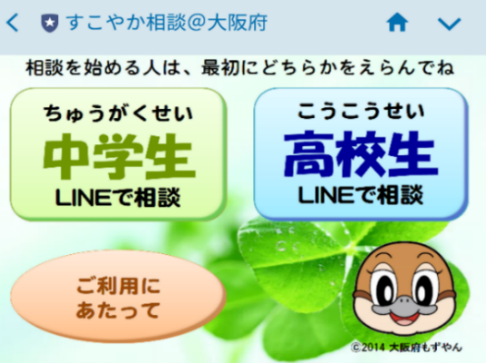 すこやか相談@大阪府
相談を始める人は、最初にどちらかをえらんでね
ちゅうがくせい
中学生
LINEで相談
こうこうせい
高校生
LINEで相談
ご利用に
あたって
©2014 大阪府もずやん